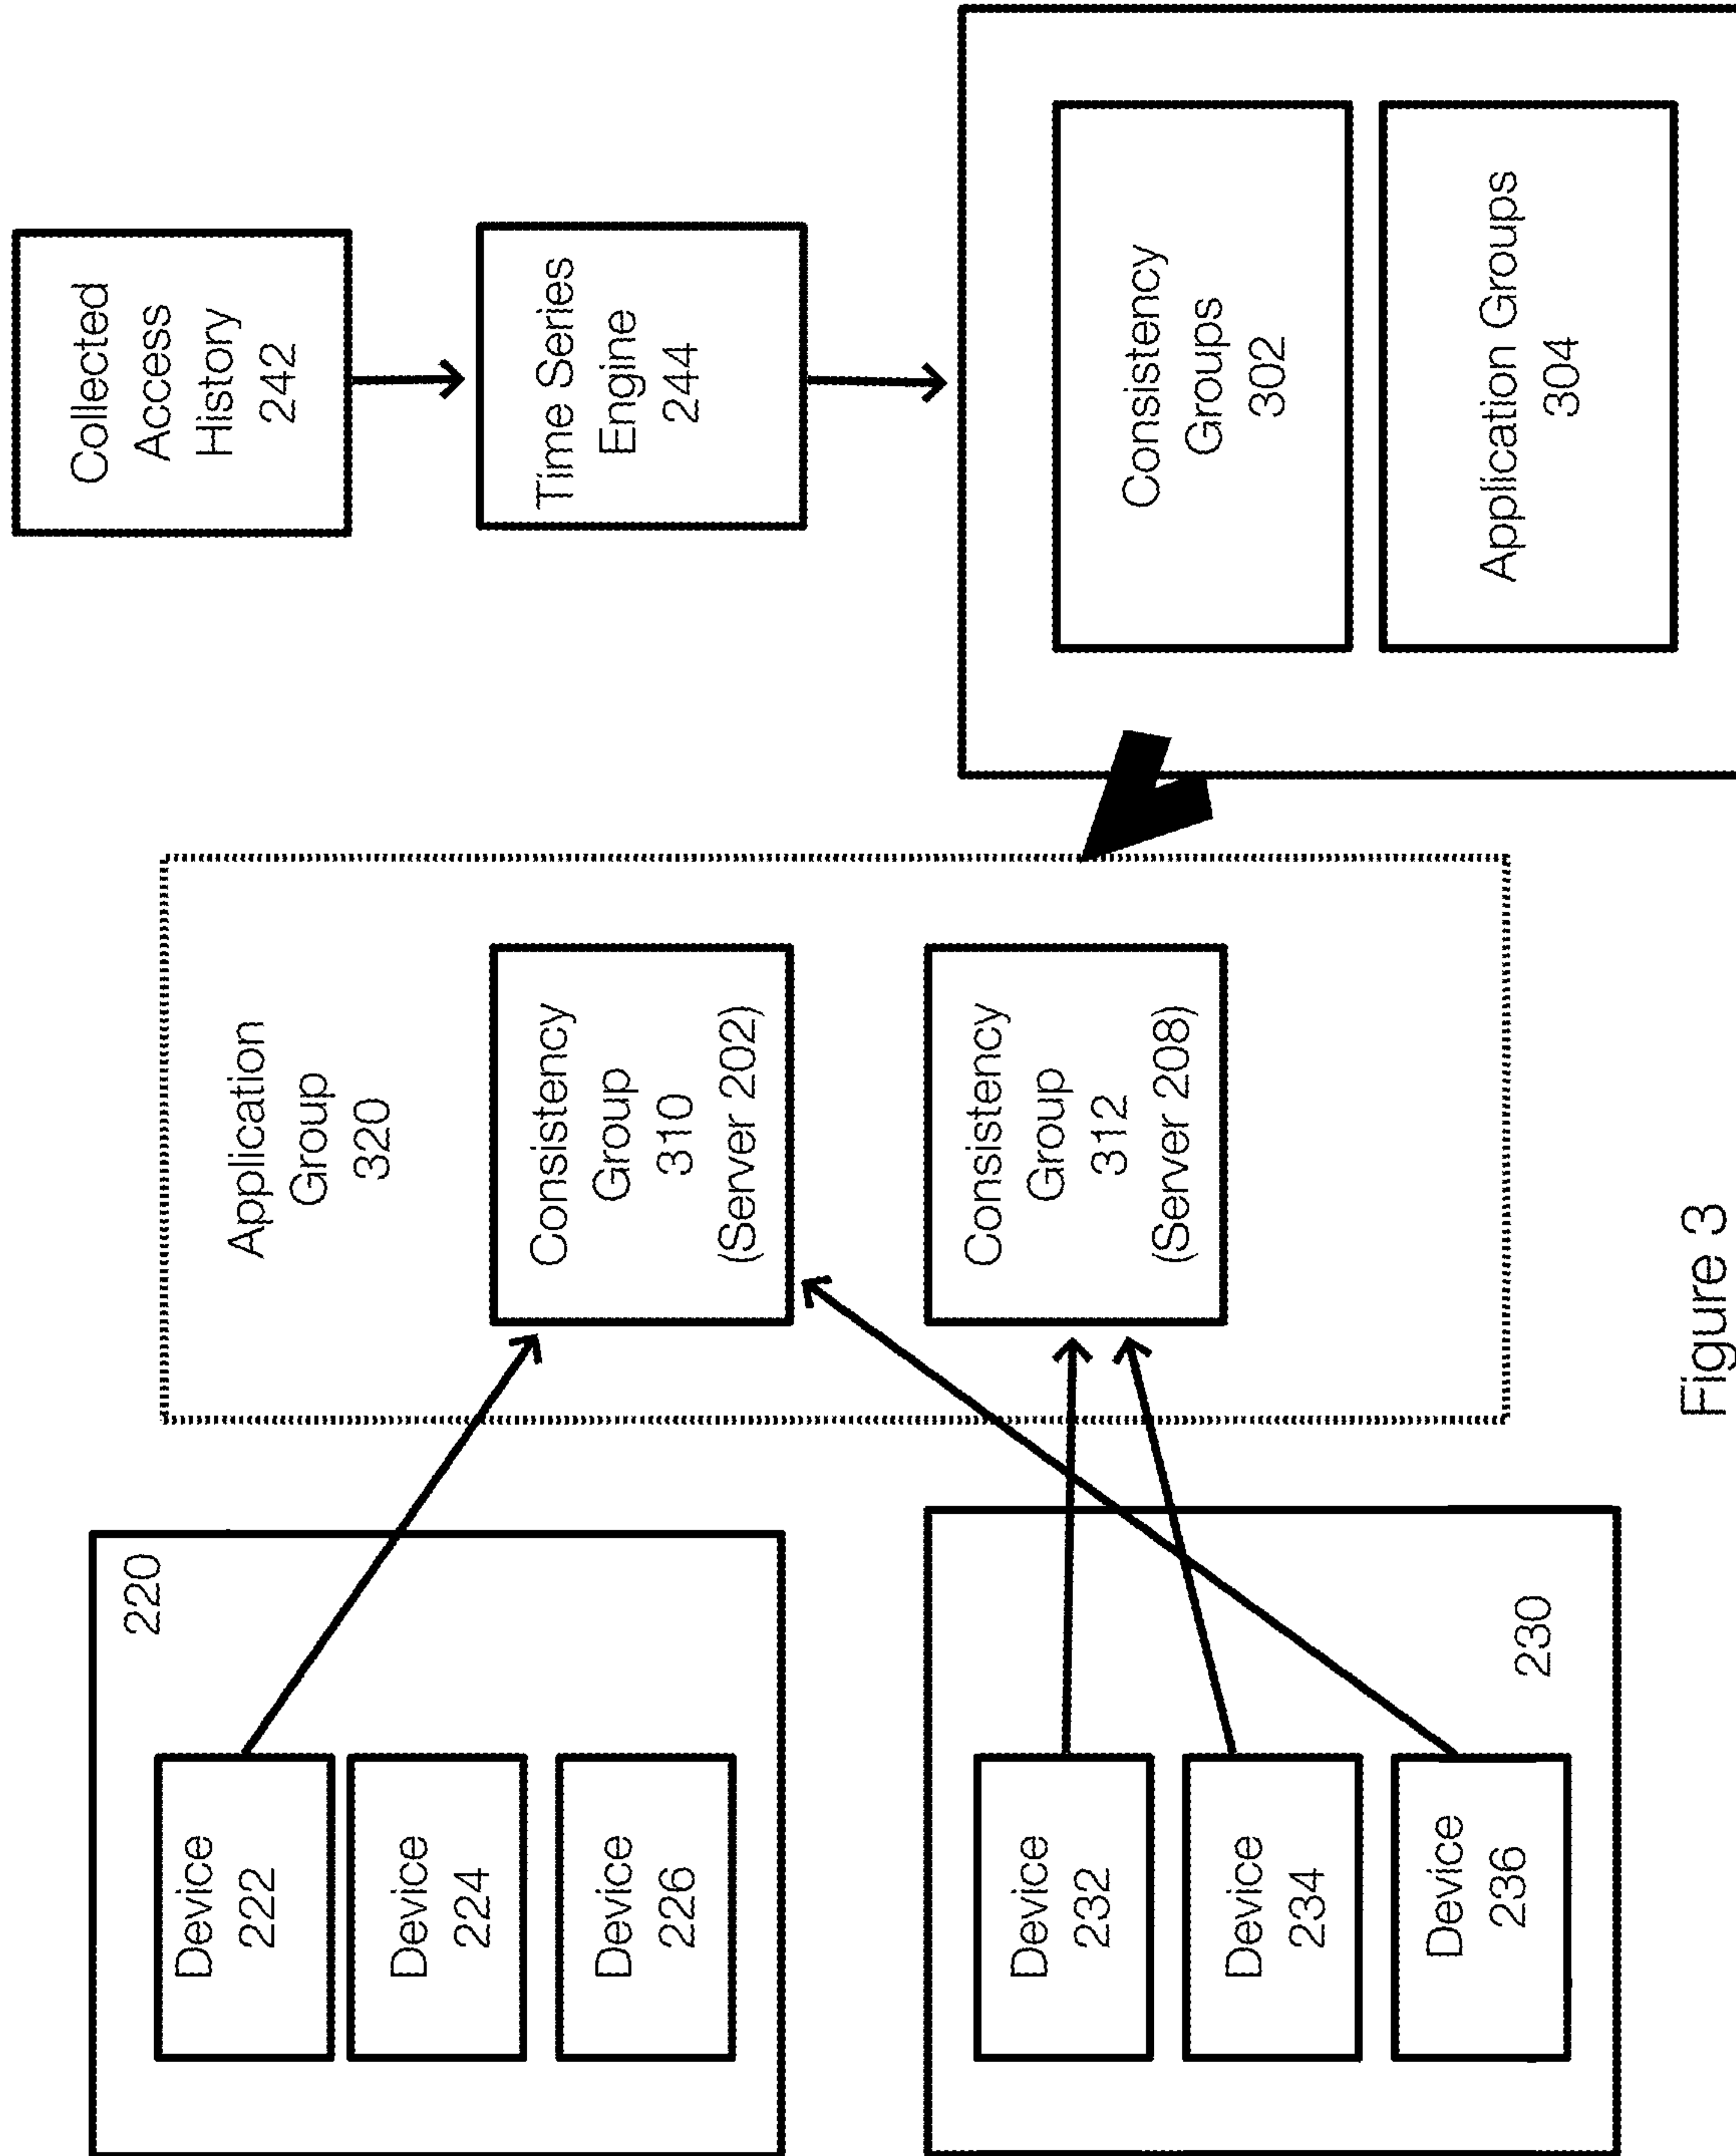 220
Device
222
Device
224
Device
226
Device
232
Device
234
Device
236
230
Application
Group
320
Consistency
Group
310
(Server 202)
Consistency
Group
312
(Server 208)
Collected
Access
History
242
Time Series
Engine
244
Consistency
Groups
302
Application Groups
304
Figure 3